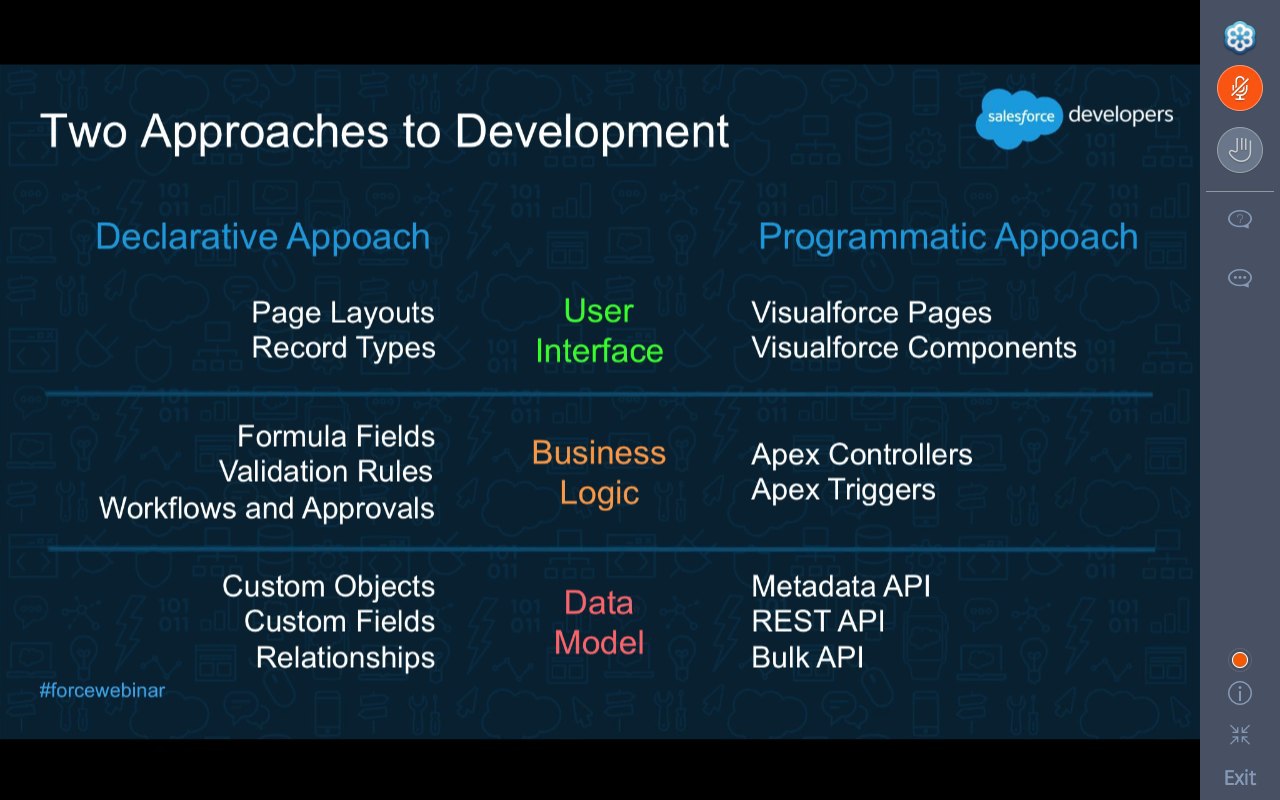 Two Approaches to Development
salesforce developers
Declarative Appoach
Programmatic Appoach
Page Layouts
Record Types
User
Interface
Visualforce Pages
Visualforce Components
Formula Fields
Validation Rules
Workflows and Approvals
Business
Logic
Apex Controllers
Apex Triggers
Custom Objects
Custom Fields
Relationships
Data
Model
Metadata API
REST API
Bulk API
#forcewebinar
Exit